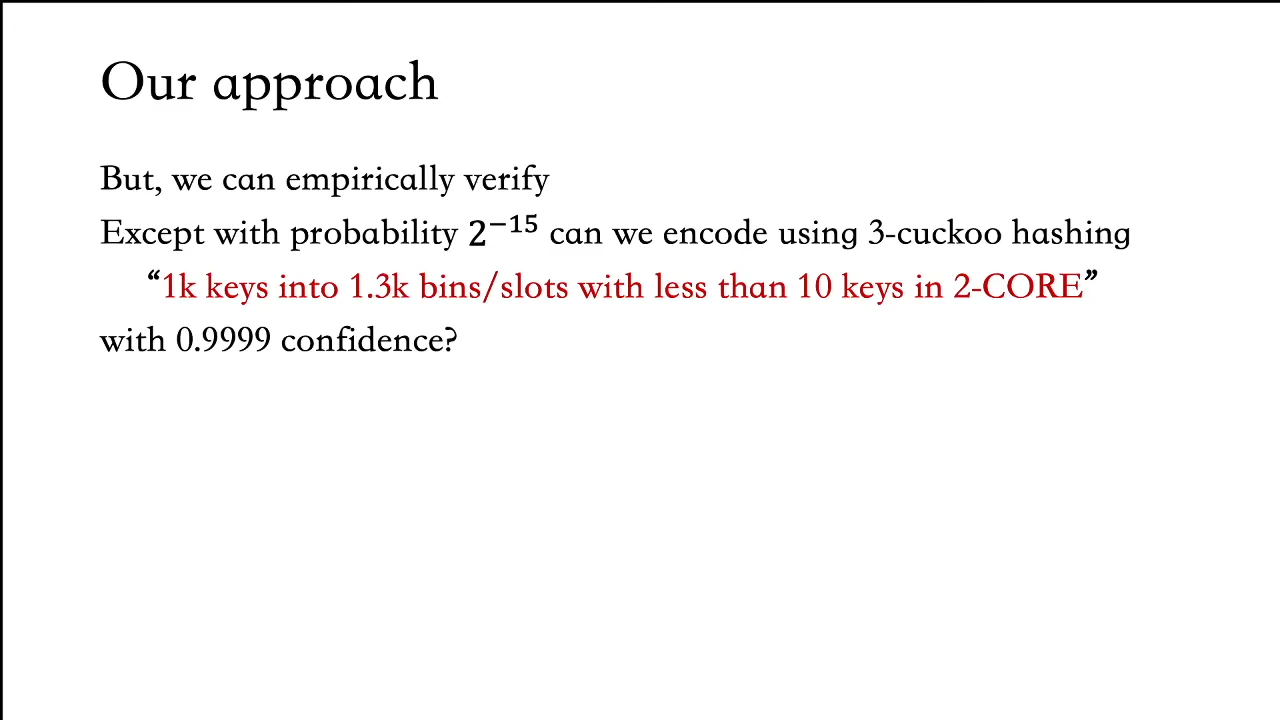 Our approach
But, we can empirically verify
Except with probability 2⁻¹⁵ can we encode using 3-cuckoo hashing
“1k keys into 1.3k bins/slots with less than 10 keys in 2-CORE”
with 0.9999 confidence?